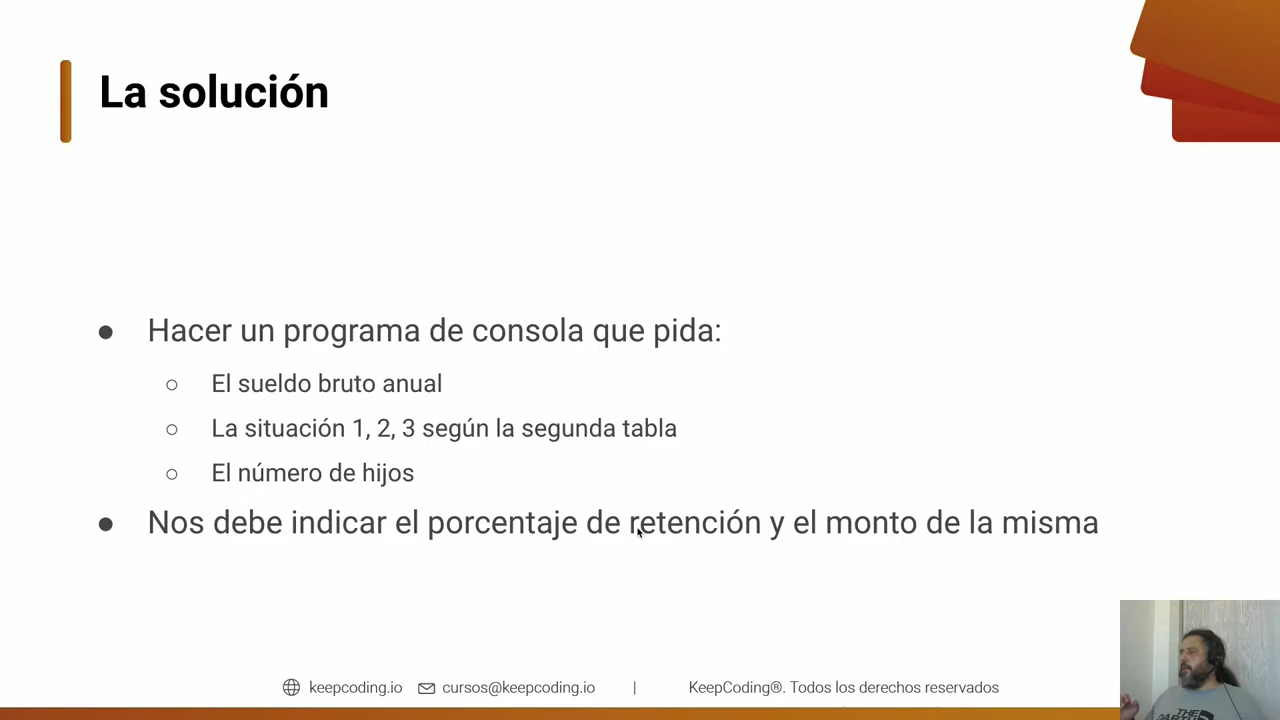 La solución
Hacer un programa de consola que pida:
El sueldo bruto anual
La situación 1, 2, 3 según la segunda tabla
El número de hijos
Nos debe indicar el porcentaje de retención y el monto de la misma
keepcoding.io cursos@keepcoding.io | KeepCoding®. Todos los derechos reservados
THE